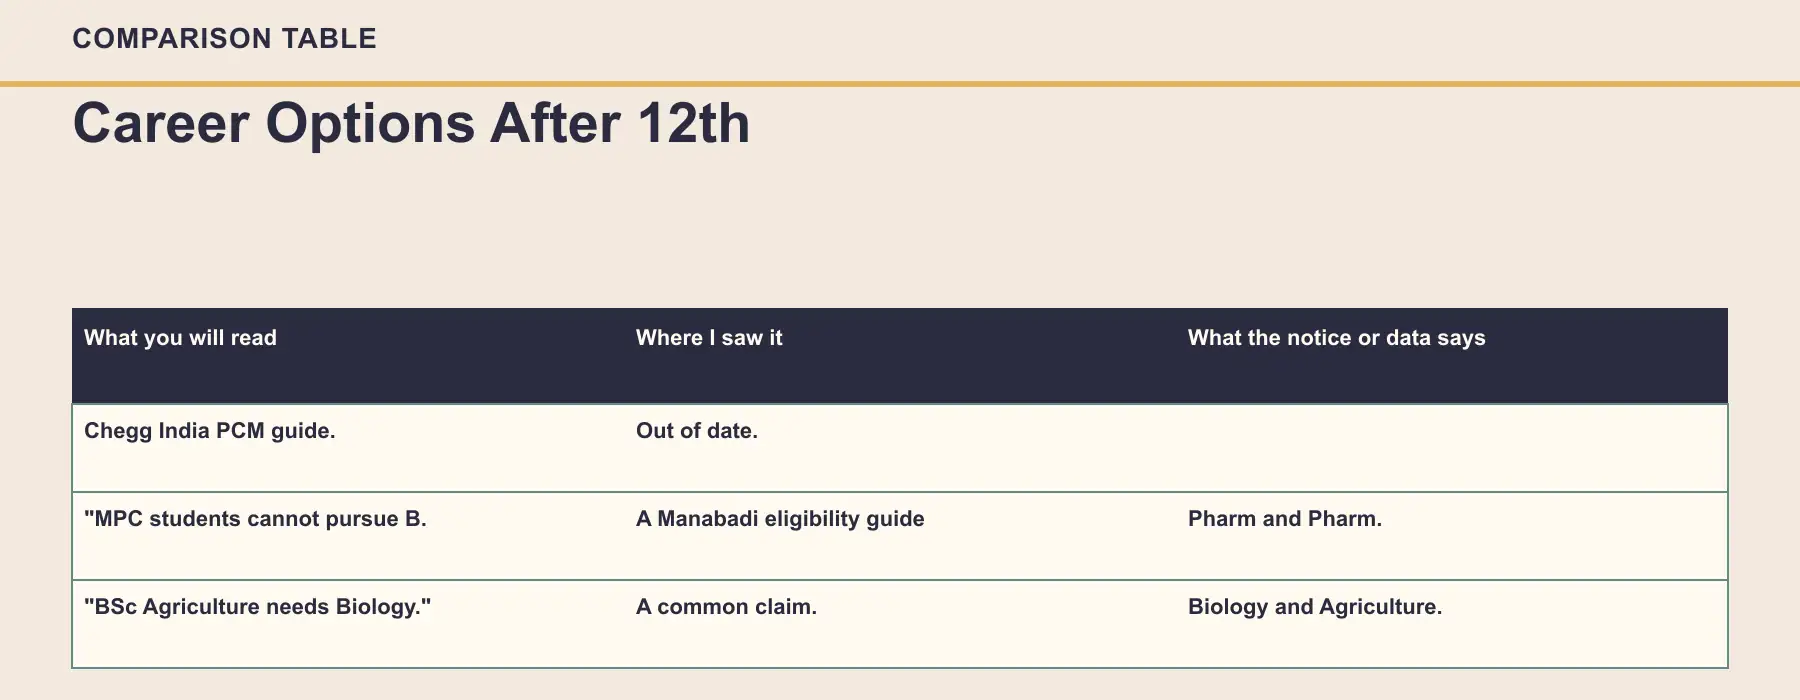 COMPARISON TABLE
Career Options After 12th
What you will read Where I saw it What the notice or data says
Chegg India PCM guide. Out of date.
"MPC students cannot pursue B. A Manabadi eligibility guide Pharm and Pharm.
"BSc Agriculture needs Biology." A common claim. Biology and Agriculture.